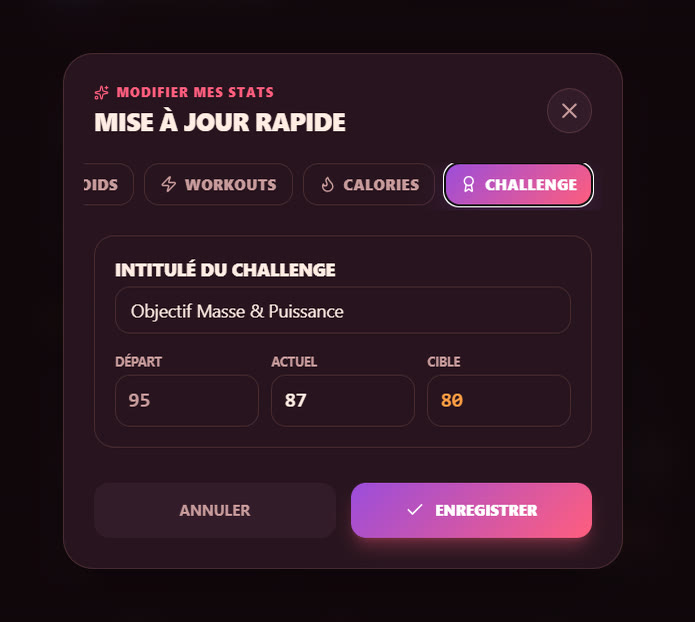 MODIFIER MES STATS
MISE À JOUR RAPIDE
OIDS WORKOUTS CALORIES CHALLENGE
INTITULÉ DU CHALLENGE
Objectif Masse & Puissance
DÉPART ACTUEL CIBLE
95 87 80
ANNULER ENREGISTRER